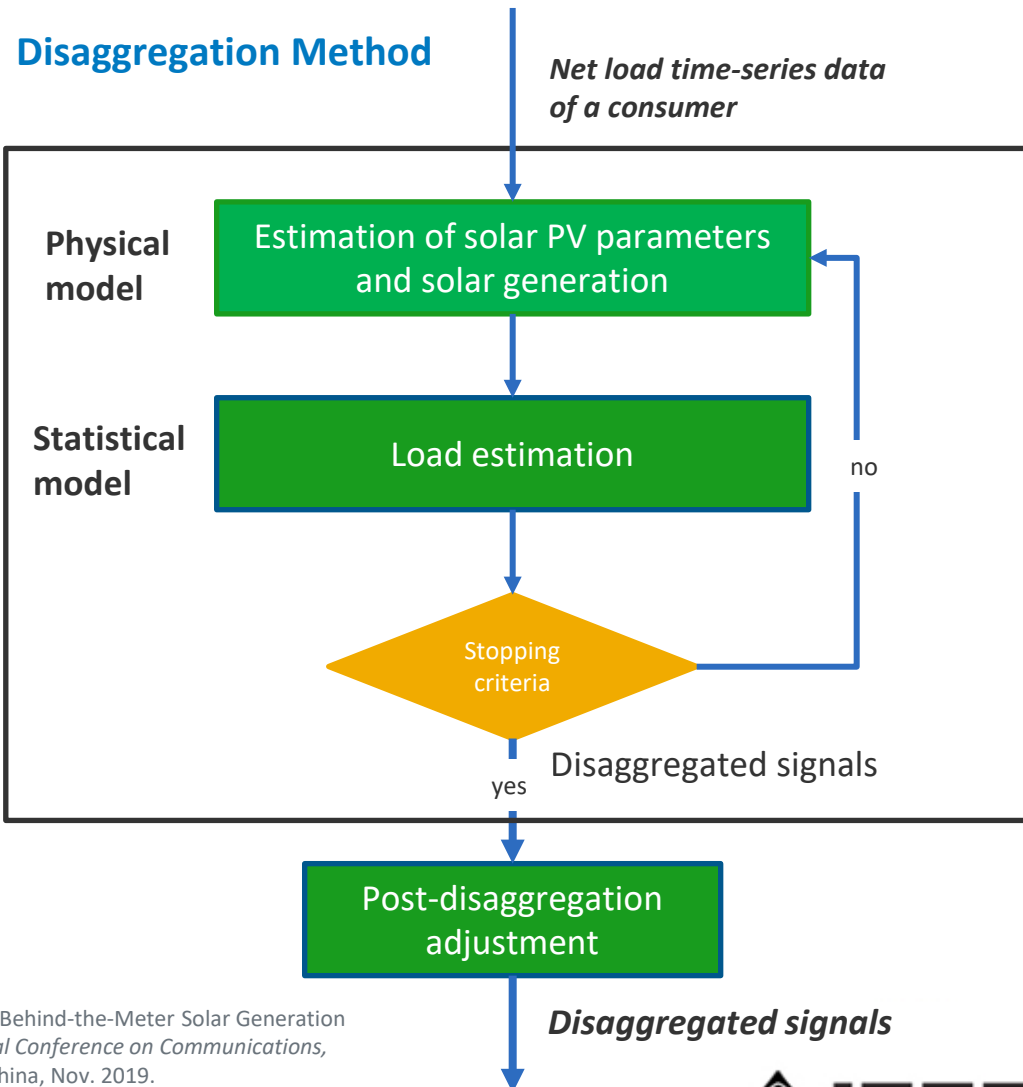 Disaggregation Method
Net load time-series data
of a consumer
Physical
model
Estimation of solar PV parameters
and solar generation
Statistical
model
Load estimation
no
Stopping
criteria
Disaggregated signals
yes
Post-disaggregation
adjustment
Behind-the-Meter Solar Generation
al Conference on Communications,
hina, Nov. 2019.
Disaggregated signals